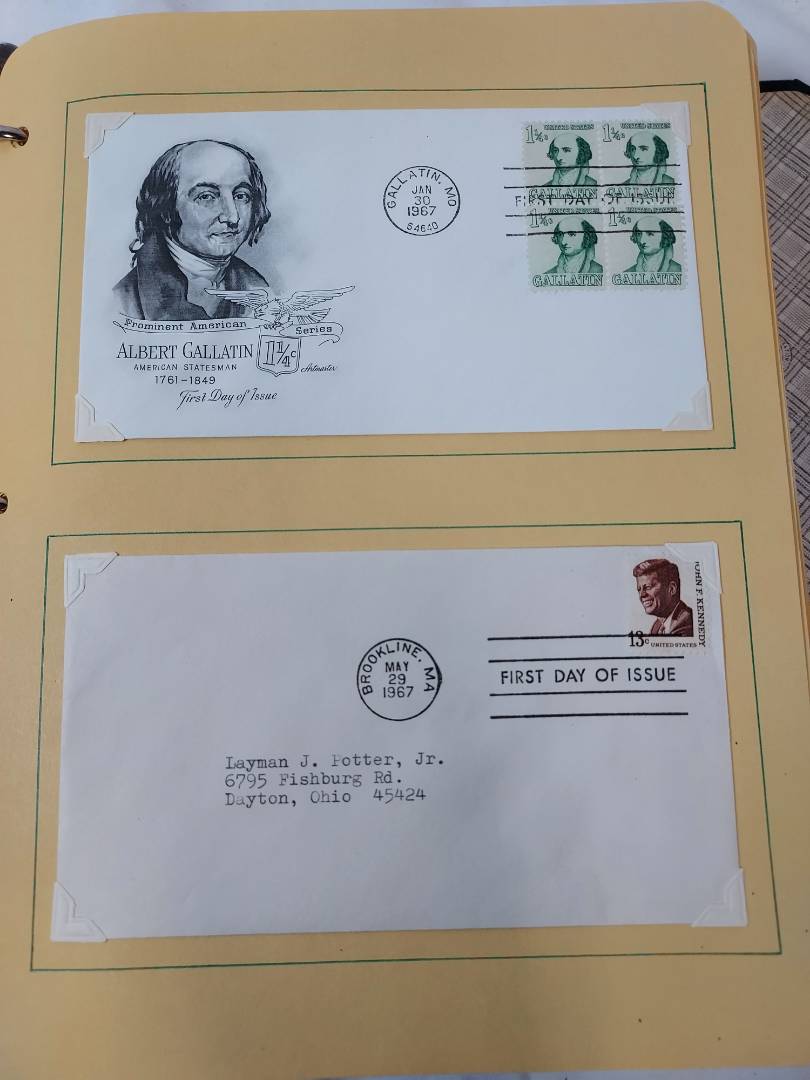 GALLATIN, MO
JAN
30
1967
54640
1¼c UNITED STATES
1¼c UNITED STATES
GALLATIN
GALLATIN
FIRST DAY OF ISSUE
1¼c UNITED STATES
1¼c UNITED STATES
GALLATIN
GALLATIN
Prominent American Series
ALBERT GALLATIN
1¼c
AMERICAN STATESMAN
Artmaster
1761-1849
First Day of Issue
JOHN F. KENNEDY
13c UNITED STATES
BROOKLINE, MA
MAY
29
1967
FIRST DAY OF ISSUE
Layman J. Potter, Jr.
6795 Fishburg Rd.
Dayton, Ohio 45424